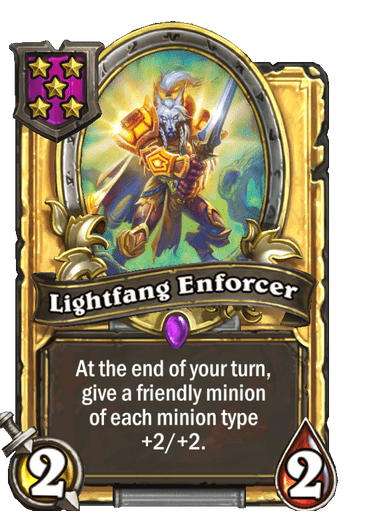 Lightfang Enforcer
At the end of your turn,
give a friendly minion
of each minion type
+2/+2.
2
2